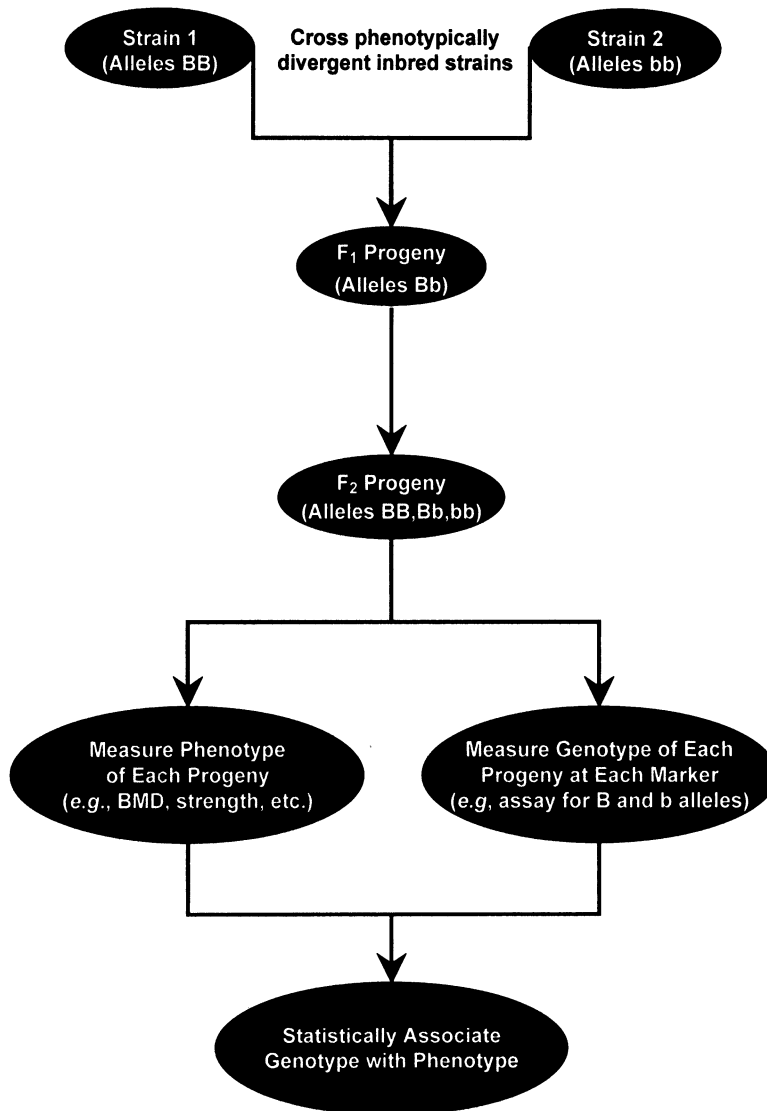 Strain 1
(Alleles BB)
Cross phenotypically
divergent inbred strains
Strain 2
(Alleles bb)
F₁ Progeny
(Alleles Bb)
F₂ Progeny
(Alleles BB,Bb,bb)
Measure Phenotype
of Each Progeny
(e.g., BMD, strength, etc.)
Measure Genotype of Each
Progeny at Each Marker
(e.g, assay for B and b alleles)
Statistically Associate
Genotype with Phenotype